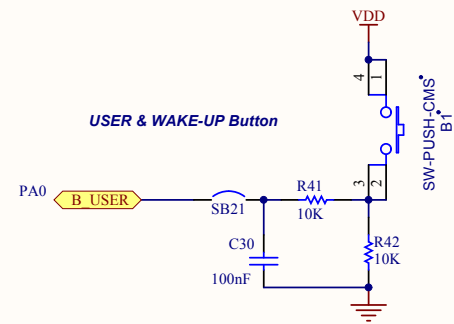 VDD
4
1
USER & WAKE-UP Button
SW-PUSH-CMS
B1
PA0
B_USER
SB21
R41
10K
3
2
C30
100nF
R42
10K